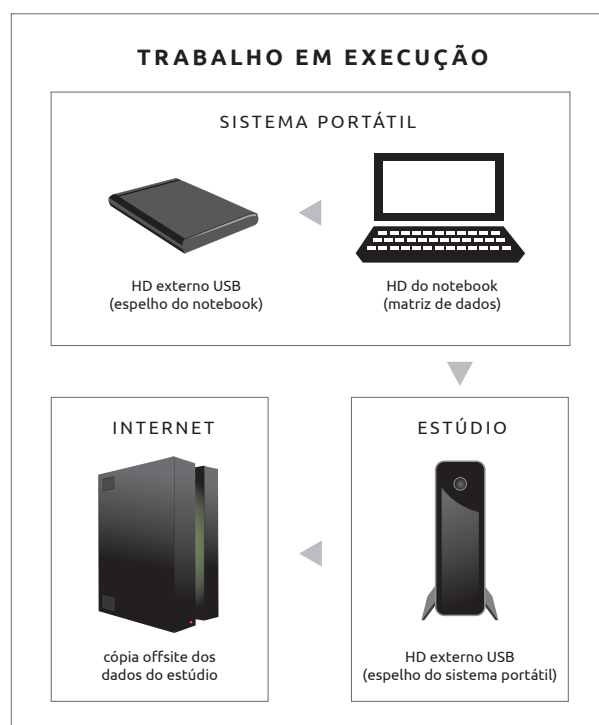 TRABALHO EM EXECUÇÃO
SISTEMA PORTÁTIL
HD externo USB
(espelho do notebook)
HD do notebook
(matriz de dados)
INTERNET
cópia offsite dos
dados do estúdio
ESTÚDIO
HD externo USB
(espelho do sistema portátil)